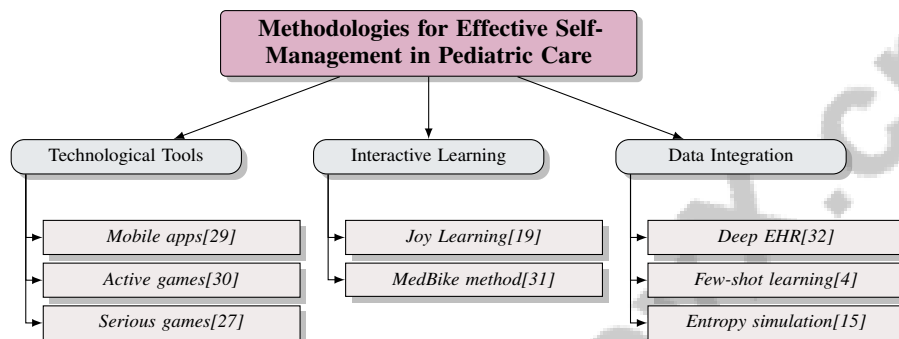 Methodologies for Effective Self-
Management in Pediatric Care
Technological Tools
Interactive Learning
Data Integration
Mobile apps[29]
Joy Learning[19]
Deep EHR[32]
Active games[30]
MedBike method[31]
Few-shot learning[4]
Serious games[27]
Entropy simulation[15]